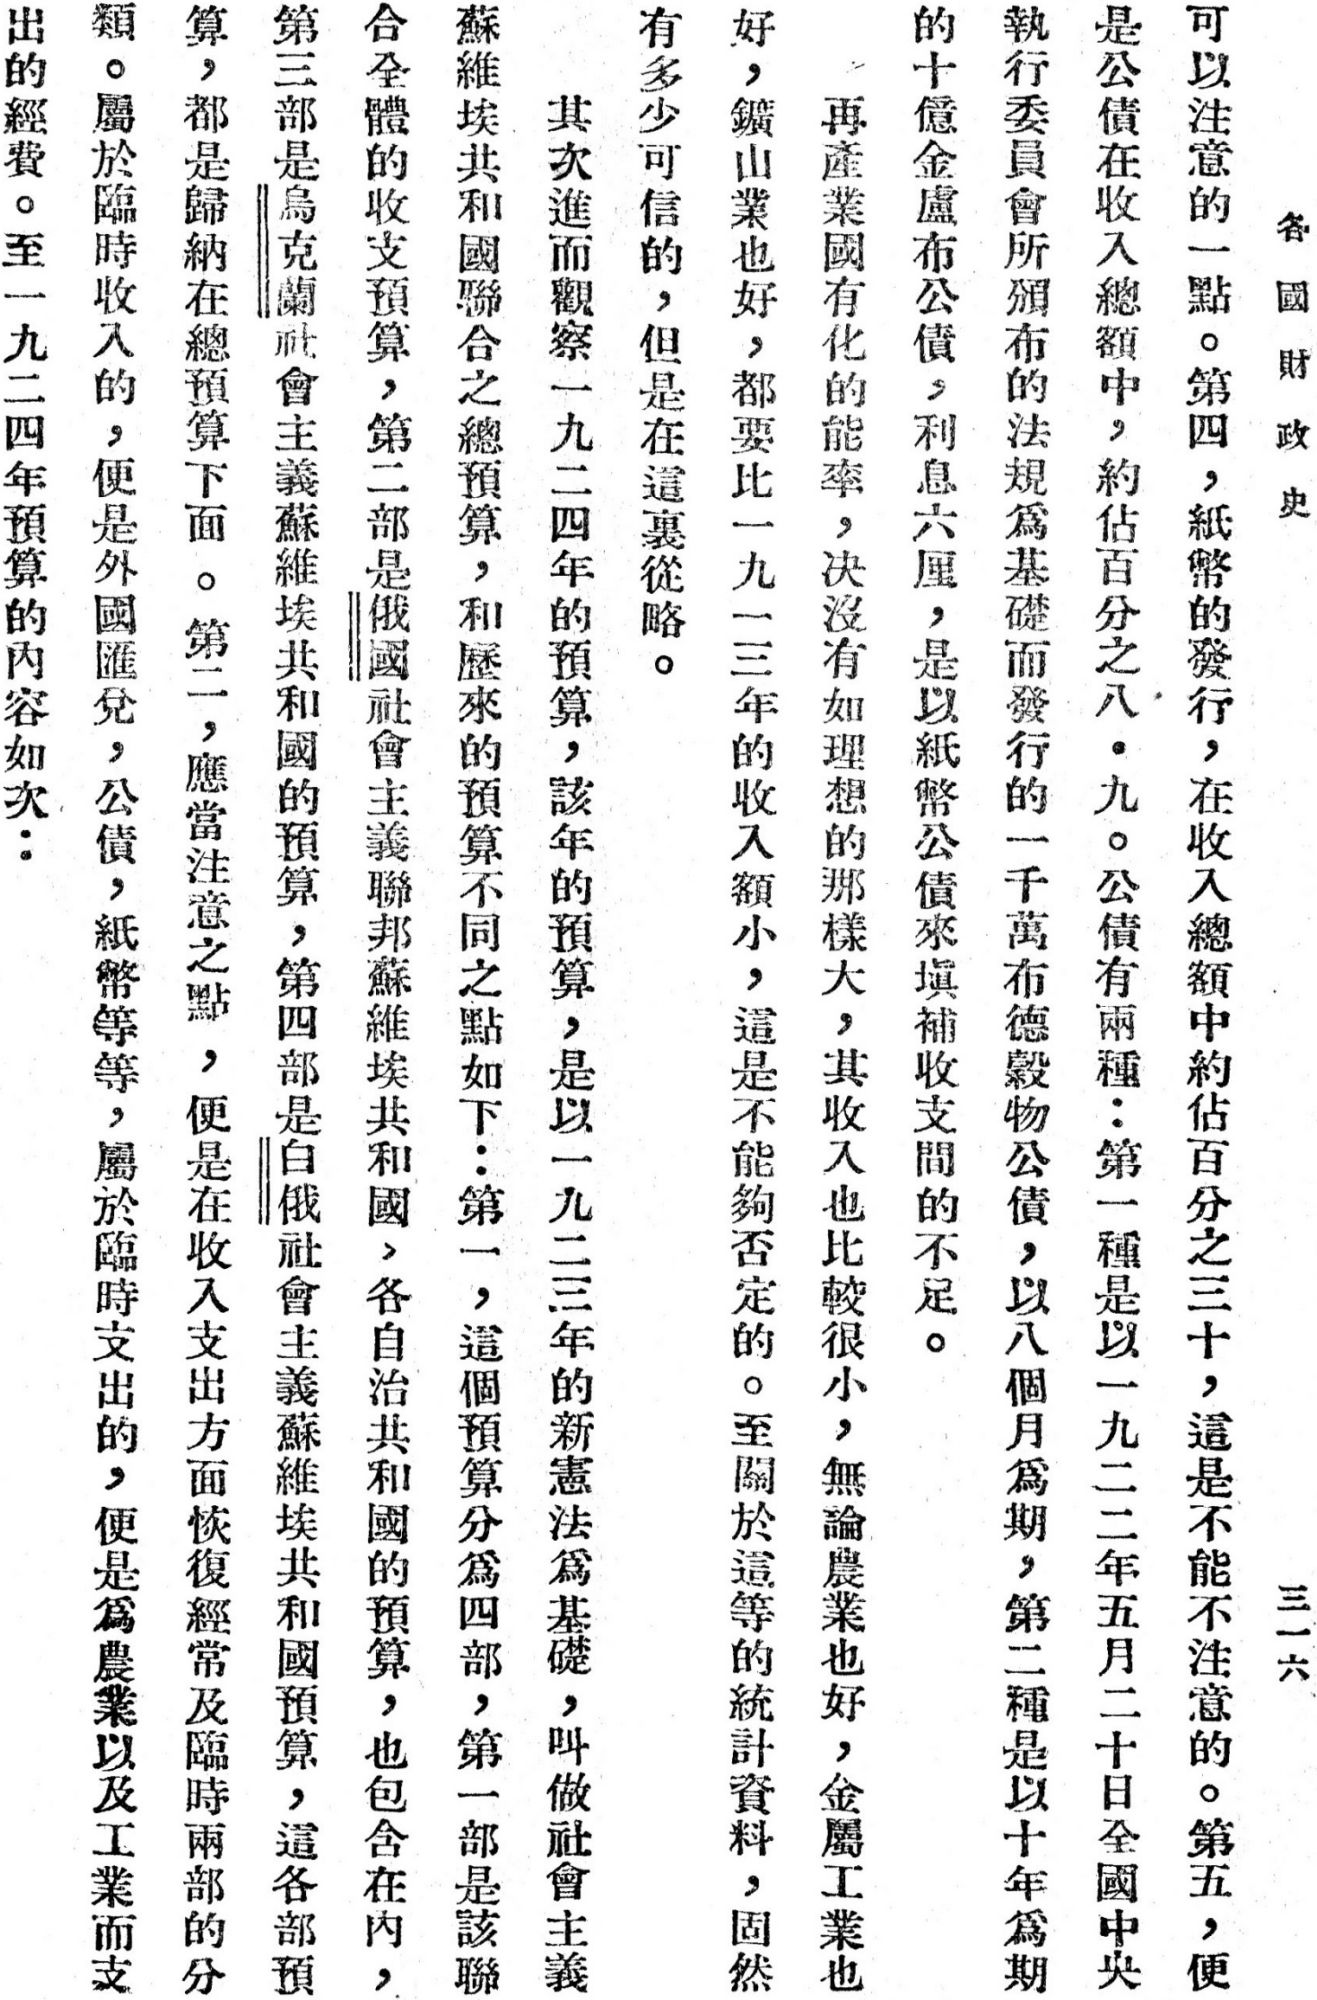 各國財政史
三一六
可以注意的一點。第四，紙幣的發行，在收入總額中約佔百分之三十，這是不能不注意的。第五，便
是公債在收入總額中，約佔百分之八・九。公債有兩種：第一種是以一九二二年五月二十日全國中央
執行委員會所頒布的法規爲基礎而發行的一千萬布德穀物公債，以八個月爲期，第二種是以十年爲期
的十億金盧布公債，利息六厘，是以紙幣公債來塡補收支間的不足。
再產業國有化的能率，决沒有如理想的那樣大，其收入也比較很小，無論農業也好，金屬工業也
好，鑛山業也好，都要比一九一三年的收入額小，這是不能夠否定的。至關於這等的統計資料，固然
有多少可信的，但是在這裏從略。
其次進而觀察一九二四年的預算，該年的預算，是以一九二三年的新憲法爲基礎，叫做社會主義
蘇維埃共和國聯合之總預算，和歷來的預算不同之點如下：第一，這個預算分爲四部，第一部是該聯
合全體的收支預算，第二部是俄國社會主義聯邦蘇維埃共和國，各自治共和國的預算，也包含在內，
第三部是烏克蘭社會主義蘇維埃共和國的預算，第四部是白俄社會主義蘇維埃共和國預算，這各部預
算，都是歸納在總預算下面。第二，應當注意之點，便是在收入支出方面恢復經常及臨時兩部的分
類。屬於臨時收入的，便是外國匯兌，公債，紙幣等等，屬於臨時支出的，便是爲農業以及工業而支
出的經費。至一九二四年預算的內容如次：